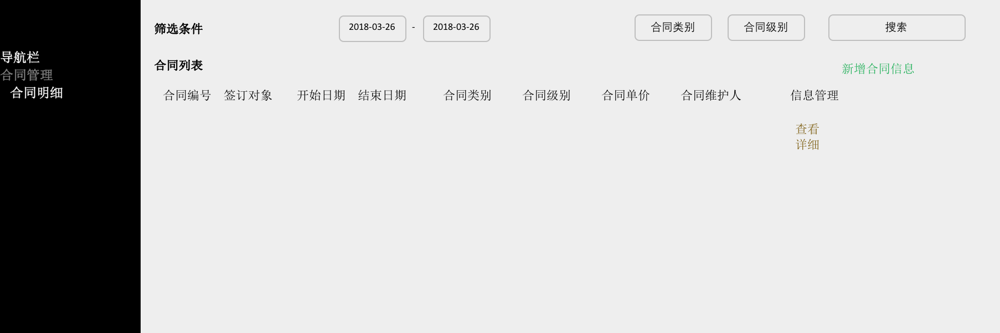 导航栏
合同管理
合同明细
筛选条件 2018-03-26 - 2018-03-26 合同类别 合同级别 搜索
合同列表 新增合同信息
合同编号 签订对象 开始日期 结束日期 合同类别 合同级别 合同单价 合同维护人 信息管理
查看
详细